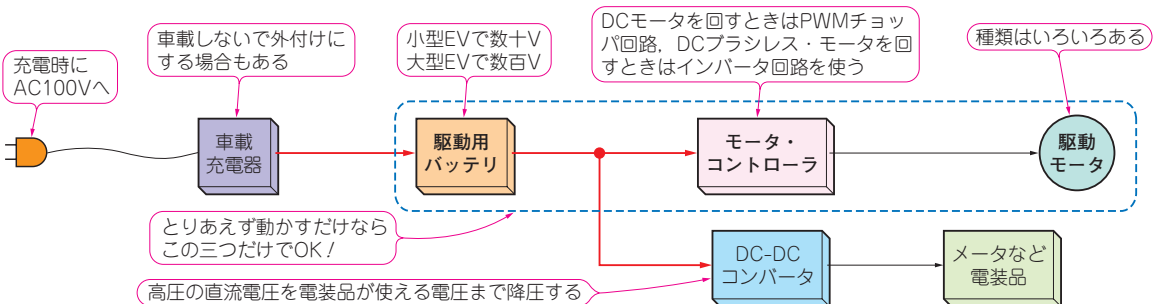 充電時に
AC100Vへ
車載しないで外付けに
する場合もある
小型EVで数十V
大型EVで数百V
DCモータを回すときはPWMチョッ
パ回路，DCブラシレス・モータを回
すときはインバータ回路を使う
種類はいろいろある
車載
充電器
駆動用
バッテリ
モータ・
コントローラ
駆動
モータ
とりあえず動かすだけなら
この三つだけでOK！
DC-DC
コンバータ
メータなど
電装品
高圧の直流電圧を電装品が使える電圧まで降圧する